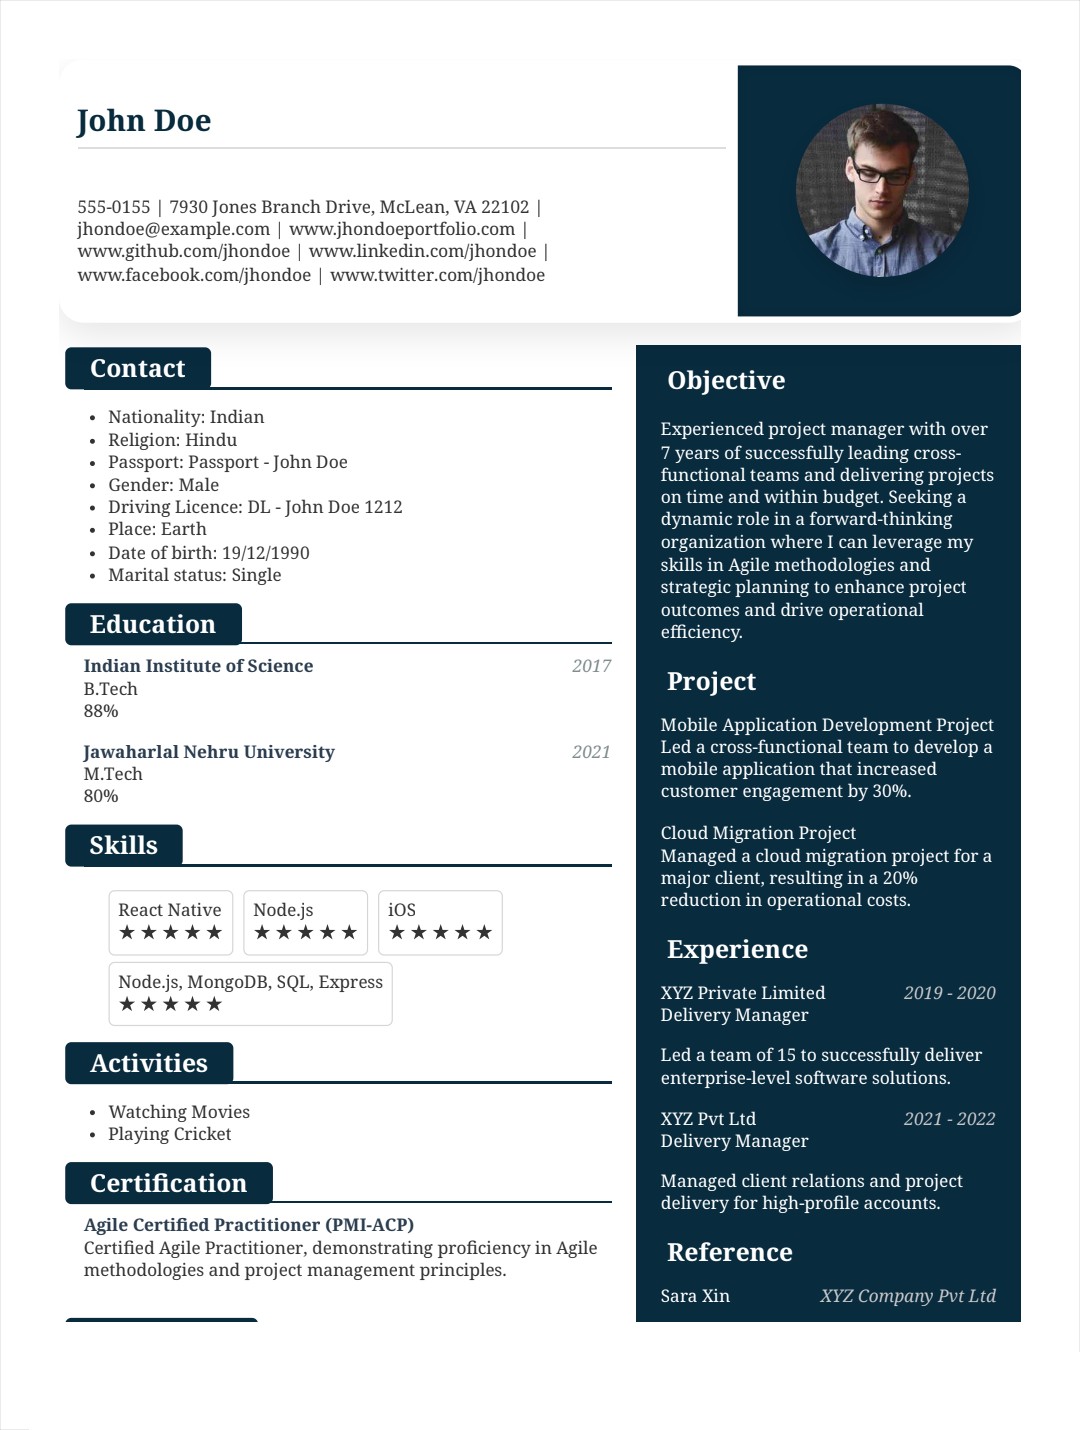 John Doe
555-0155 | 7930 Jones Branch Drive, McLean, VA 22102 |
jhondoe@example.com | www.jhondoeportfolio.com |
www.github.com/jhondoe | www.linkedin.com/jhondoe |
www.facebook.com/jhondoe | www.twitter.com/jhondoe
Contact
• Nationality: Indian
• Religion: Hindu
• Passport: Passport - John Doe
• Gender: Male
• Driving Licence: DL - John Doe 1212
• Place: Earth
• Date of birth: 19/12/1990
• Marital status: Single
Education
Indian Institute of Science 2017
B.Tech
88%
Jawaharlal Nehru University 2021
M.Tech
80%
Skills
React Native Node.js iOS
★★★★★ ★★★★★ ★★★★★
Node.js, MongoDB, SQL, Express
★★★★★
Activities
• Watching Movies
• Playing Cricket
Certification
Agile Certified Practitioner (PMI-ACP)
Certified Agile Practitioner, demonstrating proficiency in Agile
methodologies and project management principles.
Objective
Experienced project manager with over
7 years of successfully leading cross-
functional teams and delivering projects
on time and within budget. Seeking a
dynamic role in a forward-thinking
organization where I can leverage my
skills in Agile methodologies and
strategic planning to enhance project
outcomes and drive operational
efficiency.
Project
Mobile Application Development Project
Led a cross-functional team to develop a
mobile application that increased
customer engagement by 30%.
Cloud Migration Project
Managed a cloud migration project for a
major client, resulting in a 20%
reduction in operational costs.
Experience
XYZ Private Limited 2019 - 2020
Delivery Manager
Led a team of 15 to successfully deliver
enterprise-level software solutions.
XYZ Pvt Ltd 2021 - 2022
Delivery Manager
Managed client relations and project
delivery for high-profile accounts.
Reference
Sara Xin XYZ Company Pvt Ltd